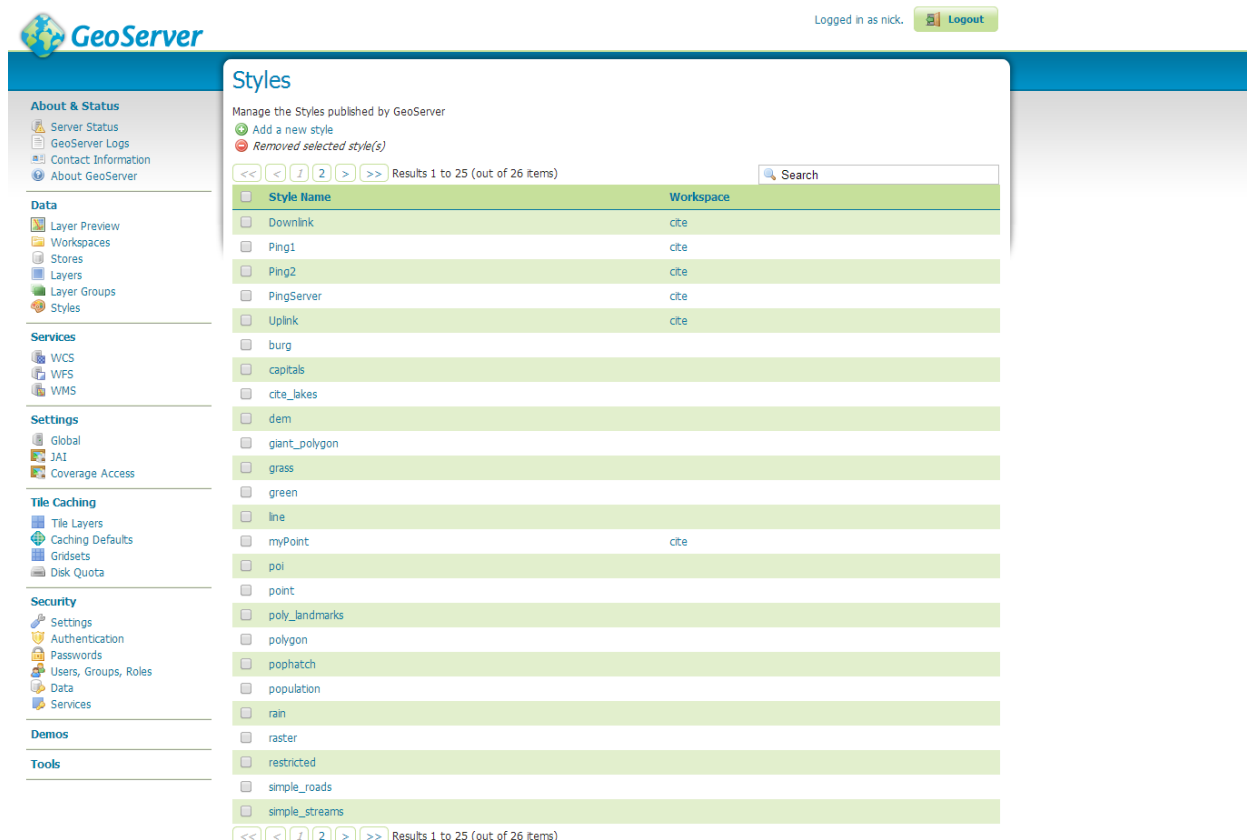 GeoServer
Logged in as nick.
Logout
About & Status
Server Status
GeoServer Logs
Contact Information
About GeoServer
Data
Layer Preview
Workspaces
Stores
Layers
Layer Groups
Styles
Services
WCS
WFS
WMS
Settings
Global
JAI
Coverage Access
Tile Caching
Tile Layers
Caching Defaults
Gridsets
Disk Quota
Security
Settings
Authentication
Passwords
Users, Groups, Roles
Data
Services
Demos
Tools
Styles
Manage the Styles published by GeoServer
Add a new style
Removed selected style(s)
<< < 1 2 > >> Results 1 to 25 (out of 26 items)
Search
Style Name Workspace
Downlink cite
Ping1 cite
Ping2 cite
PingServer cite
Uplink cite
burg
capitals
cite_lakes
dem
giant_polygon
grass
green
line
myPoint cite
poi
point
poly_landmarks
polygon
pophatch
population
rain
raster
restricted
simple_roads
simple_streams
<< < 1 2 > >> Results 1 to 25 (out of 26 items)